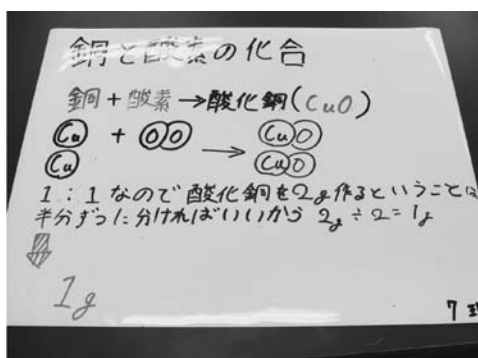 銅と酸素の化合
銅+酸素→酸化銅(CuO)
Cu + OO → CuO
Cu CuO
1:1なので酸化銅を2g作るということは
半分ずつに分ければいいから 2g÷2=1g
1g
7